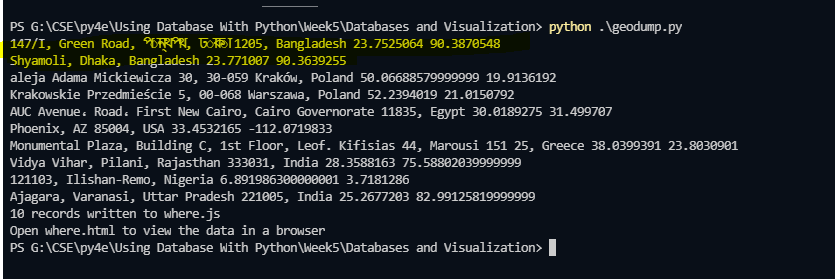 PS G:\CSE\py4e\Using Database With Python\Week5\Databases and Visualization> python .\geodump.py
147/I, Green Road, 1205, Bangladesh 23.7525064 90.3870548
Shyamoli, Dhaka, Bangladesh 23.771007 90.3639255
aleja Adama Mickiewicza 30, 30-059 Kraków, Poland 50.06688579999999 19.9136192
Krakowskie Przedmieście 5, 00-068 Warszawa, Poland 52.2394019 21.0150792
AUC Avenue، Road، First New Cairo, Cairo Governorate 11835, Egypt 30.0189275 31.499707
Phoenix, AZ 85004, USA 33.4532165 -112.0719833
Monumental Plaza, Building C, 1st Floor, Leof. Kifisias 44, Marousi 151 25, Greece 38.0399391 23.8030901
Vidya Vihar, Pilani, Rajasthan 333031, India 28.3588163 75.58802039999999
121103, Ilishan-Remo, Nigeria 6.891986300000001 3.7181286
Ajagara, Varanasi, Uttar Pradesh 221005, India 25.2677203 82.99125819999999
10 records written to where.js
Open where.html to view the data in a browser
PS G:\CSE\py4e\Using Database With Python\Week5\Databases and Visualization>